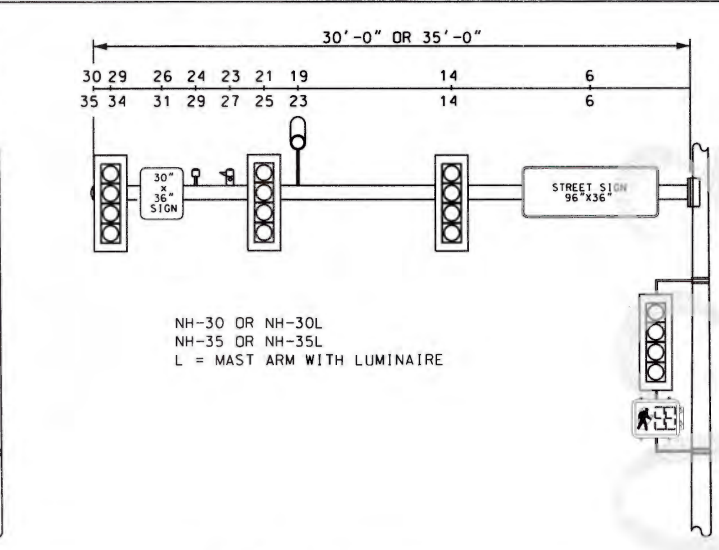 30'-0" OR 35'-0"
30 29 26 24 23 21 19 14 6
35 34 31 29 27 25 23 14 6
30"
x
36"
SIGN
STREET SIGN
96"X36"
NH-30 OR NH-30L
NH-35 OR NH-35L
L = MAST ARM WITH LUMINAIRE